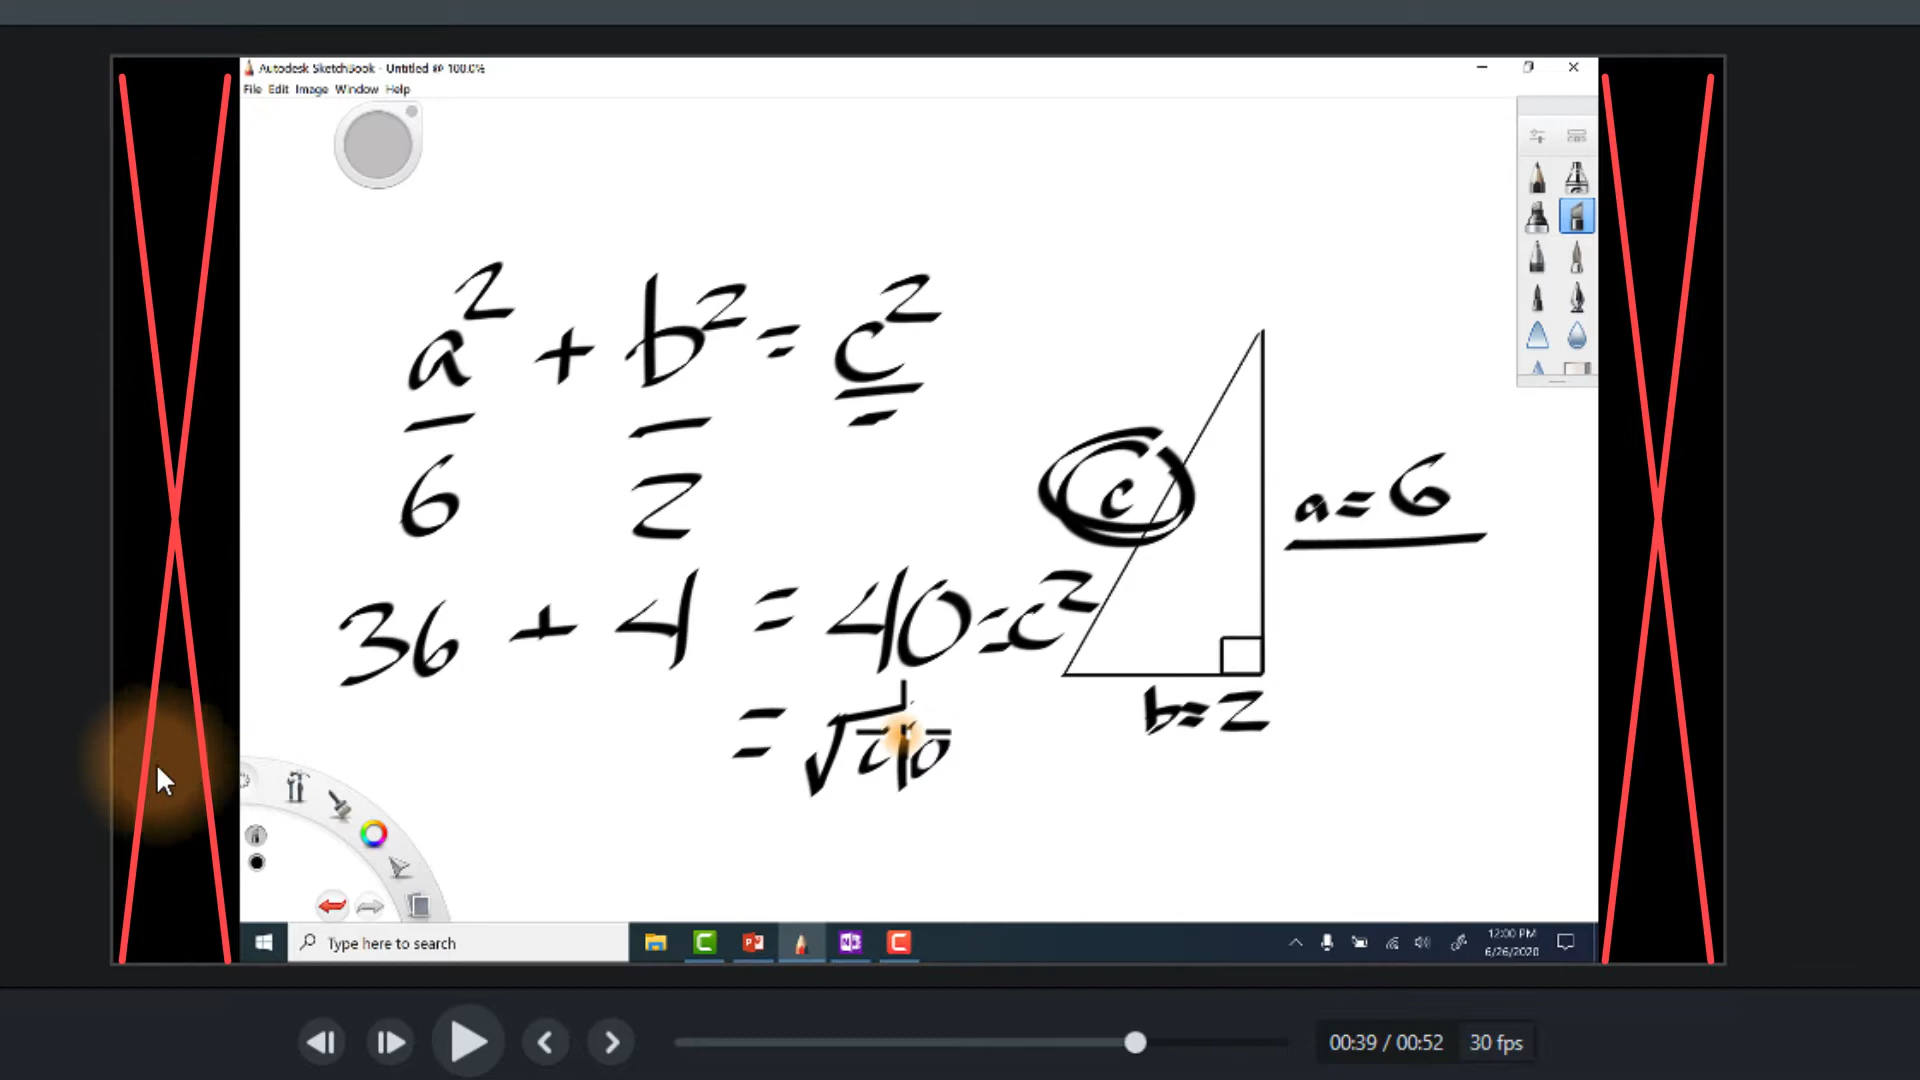 Autodesk SketchBook - Untitled @ 100.0%
File Edit Image Window Help
a² + b² = c²
6 2
c
a = 6
36 + 4 = 40 = c²
b = 2
= √40
Type here to search
12:00 PM
6/26/2020
00:39 / 00:52 30 fps